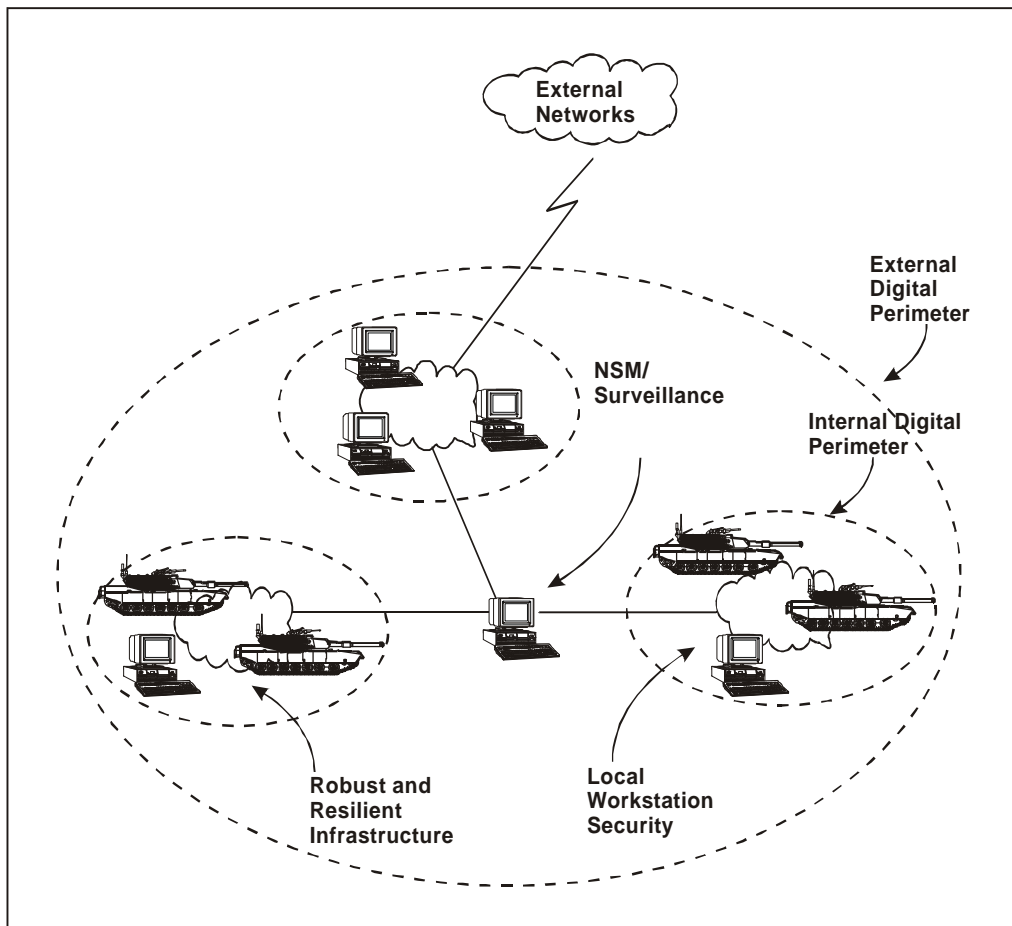 External
Networks
External
Digital
Perimeter
NSM/
Surveillance
Internal Digital
Perimeter
Robust and
Resilient
Infrastructure
Local
Workstation
Security